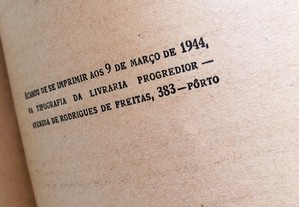 ACABOU DE SE IMPRIMIR AOS 9 DE MARÇO DE 1944,
NA TIPOGRAFIA DA LIVRARIA PROGREDIOR —
AVENIDA DE RODRIGUES DE FREITAS, 383—PÔRTO